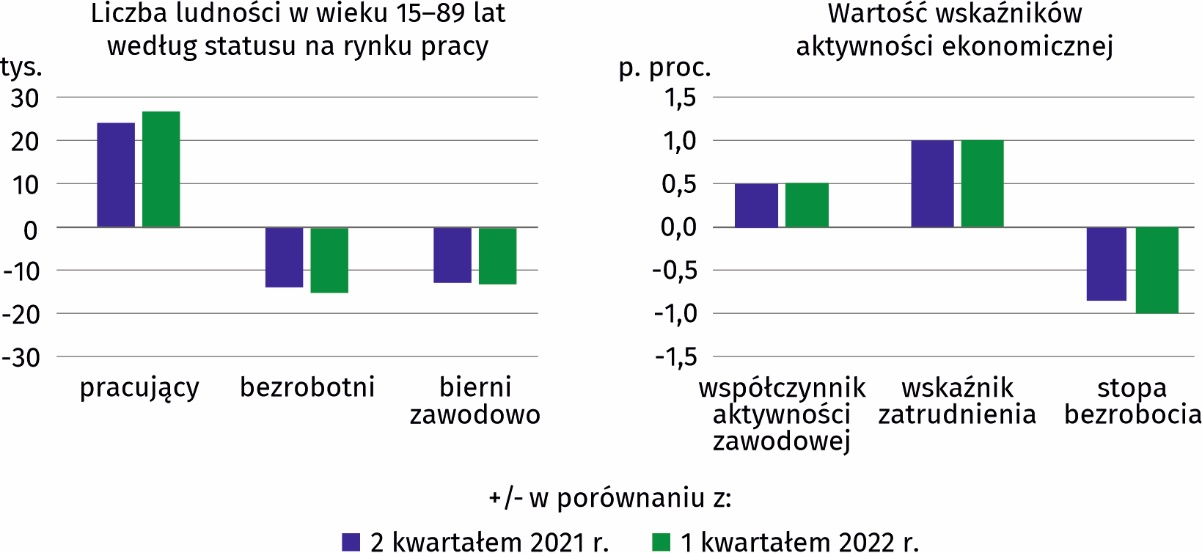 Liczba ludności w wieku 15–89 lat
według statusu na rynku pracy
tys.
30
20
10
0
-10
-20
-30
pracujący
bezrobotni
bierni
zawodowo
Wartość wskaźników
aktywności ekonomicznej
p. proc.
1,5
1,0
0,5
0,0
-0,5
-1,0
-1,5
współczynnik
aktywności
zawodowej
wskaźnik
zatrudnienia
stopa
bezrobocia
+/- w porównaniu z:
2 kwartałem 2021 r.
1 kwartałem 2022 r.